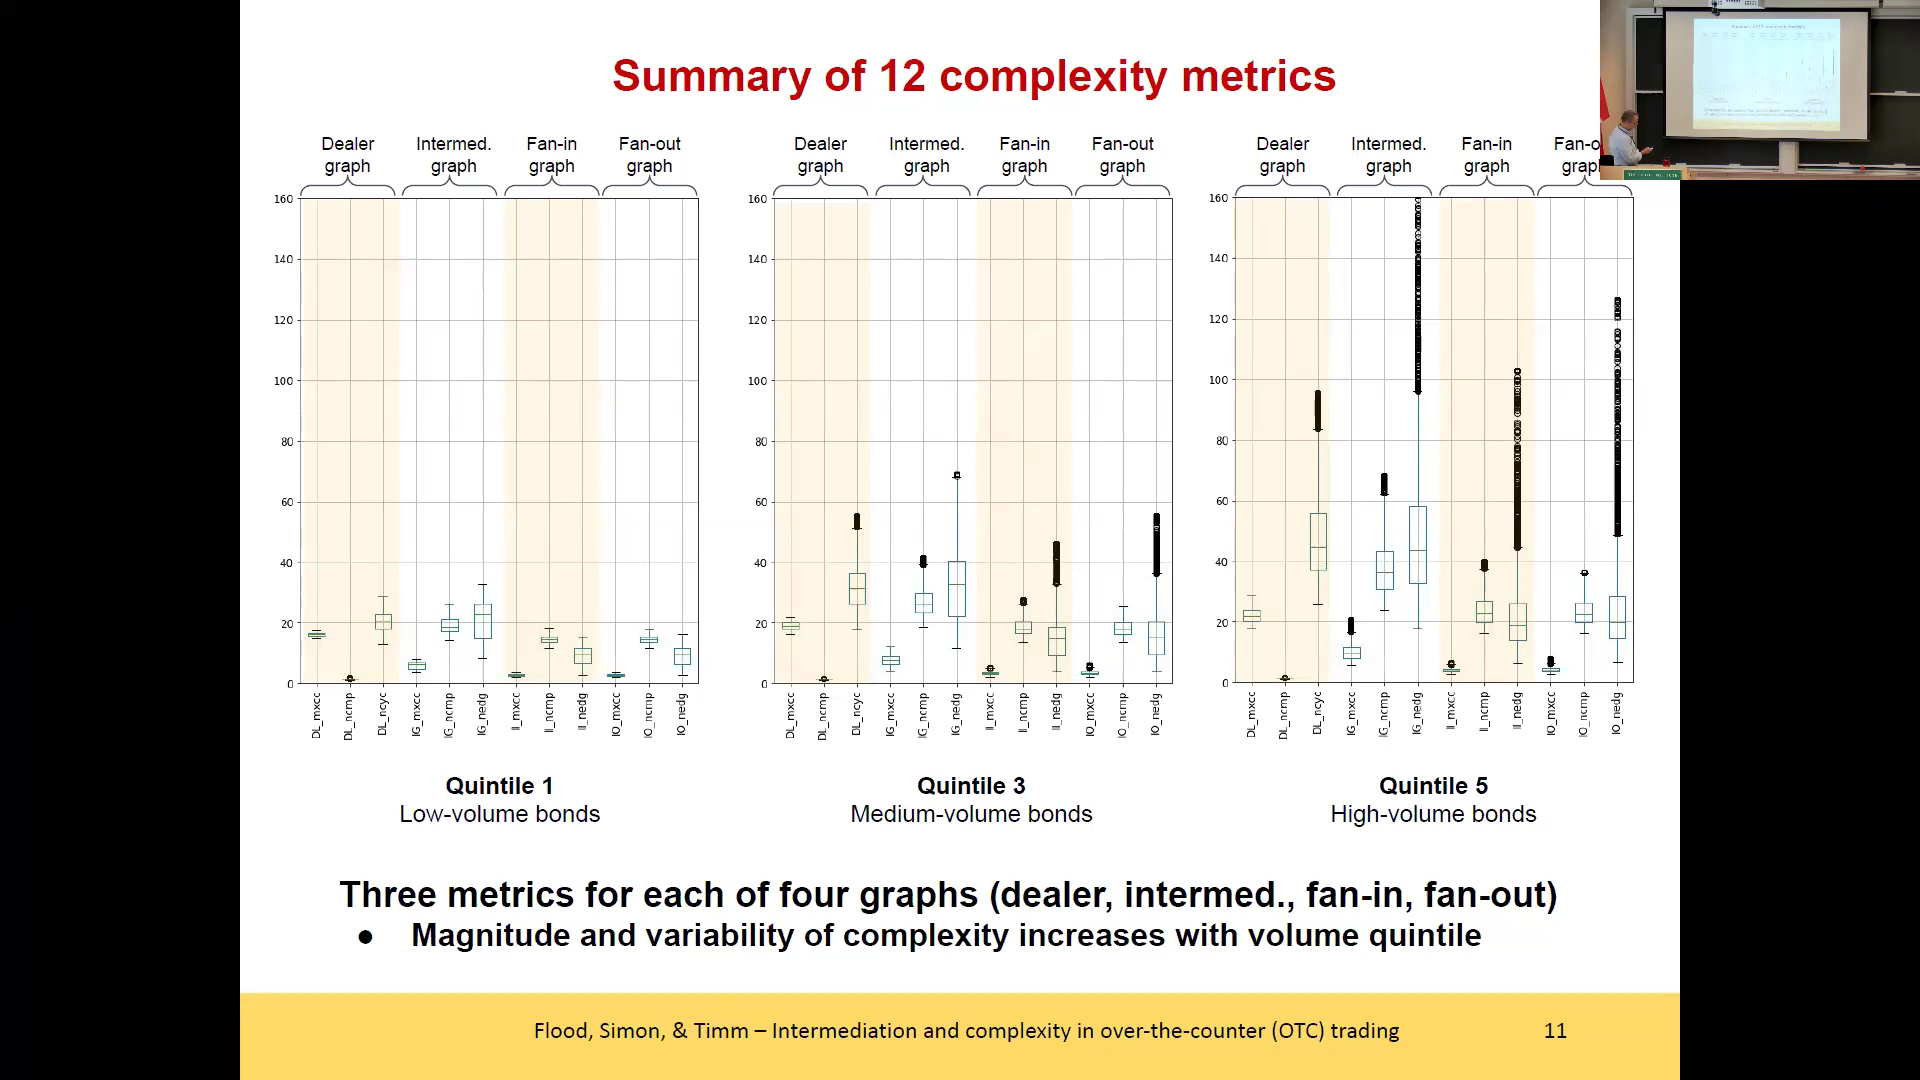 Summary of 12 complexity metrics
Dealer graph
Intermed. graph
Fan-in graph
Fan-out graph
160
140
120
100
80
60
40
20
0
DL_mxcc
DL_ncmp
DL_ncyc
IG_mxcc
IG_ncmp
IG_nedg
II_mxcc
II_ncmp
II_nedg
IO_mxcc
IO_ncmp
IO_nedg
Quintile 1
Low-volume bonds
Dealer graph
Intermed. graph
Fan-in graph
Fan-out graph
160
140
120
100
80
60
40
20
0
DL_mxcc
DL_ncmp
DL_ncyc
IG_mxcc
IG_ncmp
IG_nedg
II_mxcc
II_ncmp
II_nedg
IO_mxcc
IO_ncmp
IO_nedg
Quintile 3
Medium-volume bonds
Dealer graph
Intermed. graph
Fan-in graph
Fan-o
grap
160
140
120
100
80
60
40
20
0
DL_mxcc
DL_ncmp
DL_ncyc
IG_mxcc
IG_ncmp
IG_nedg
II_mxcc
II_ncmp
II_nedg
IO_mxcc
IO_ncmp
IO_nedg
Quintile 5
High-volume bonds
Three metrics for each of four graphs (dealer, intermed., fan-in, fan-out)
● Magnitude and variability of complexity increases with volume quintile
Flood, Simon, & Timm – Intermediation and complexity in over-the-counter (OTC) trading
11
Summary of 12 complexity metrics